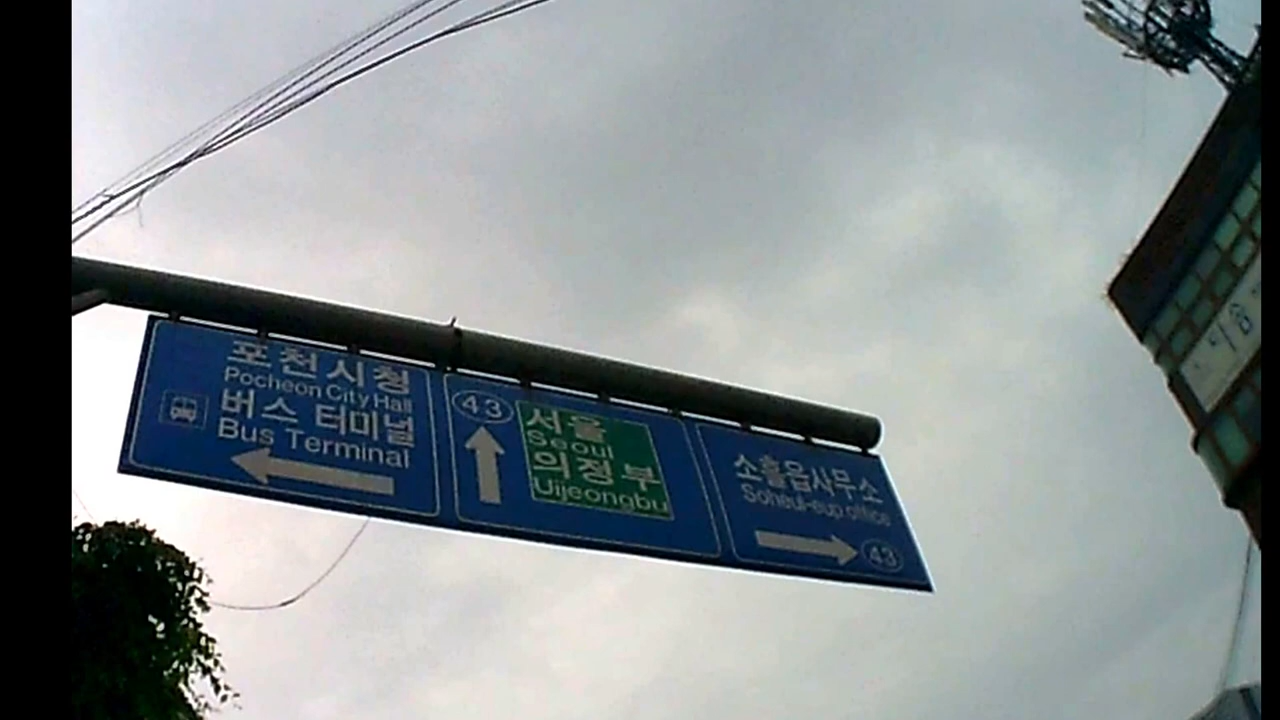 포천시청
Pocheon City Hall
버스 터미널
Bus Terminal
43
서울
Seoul
의정부
Uijeongbu
소흘읍사무소
Soheul-eup office
43